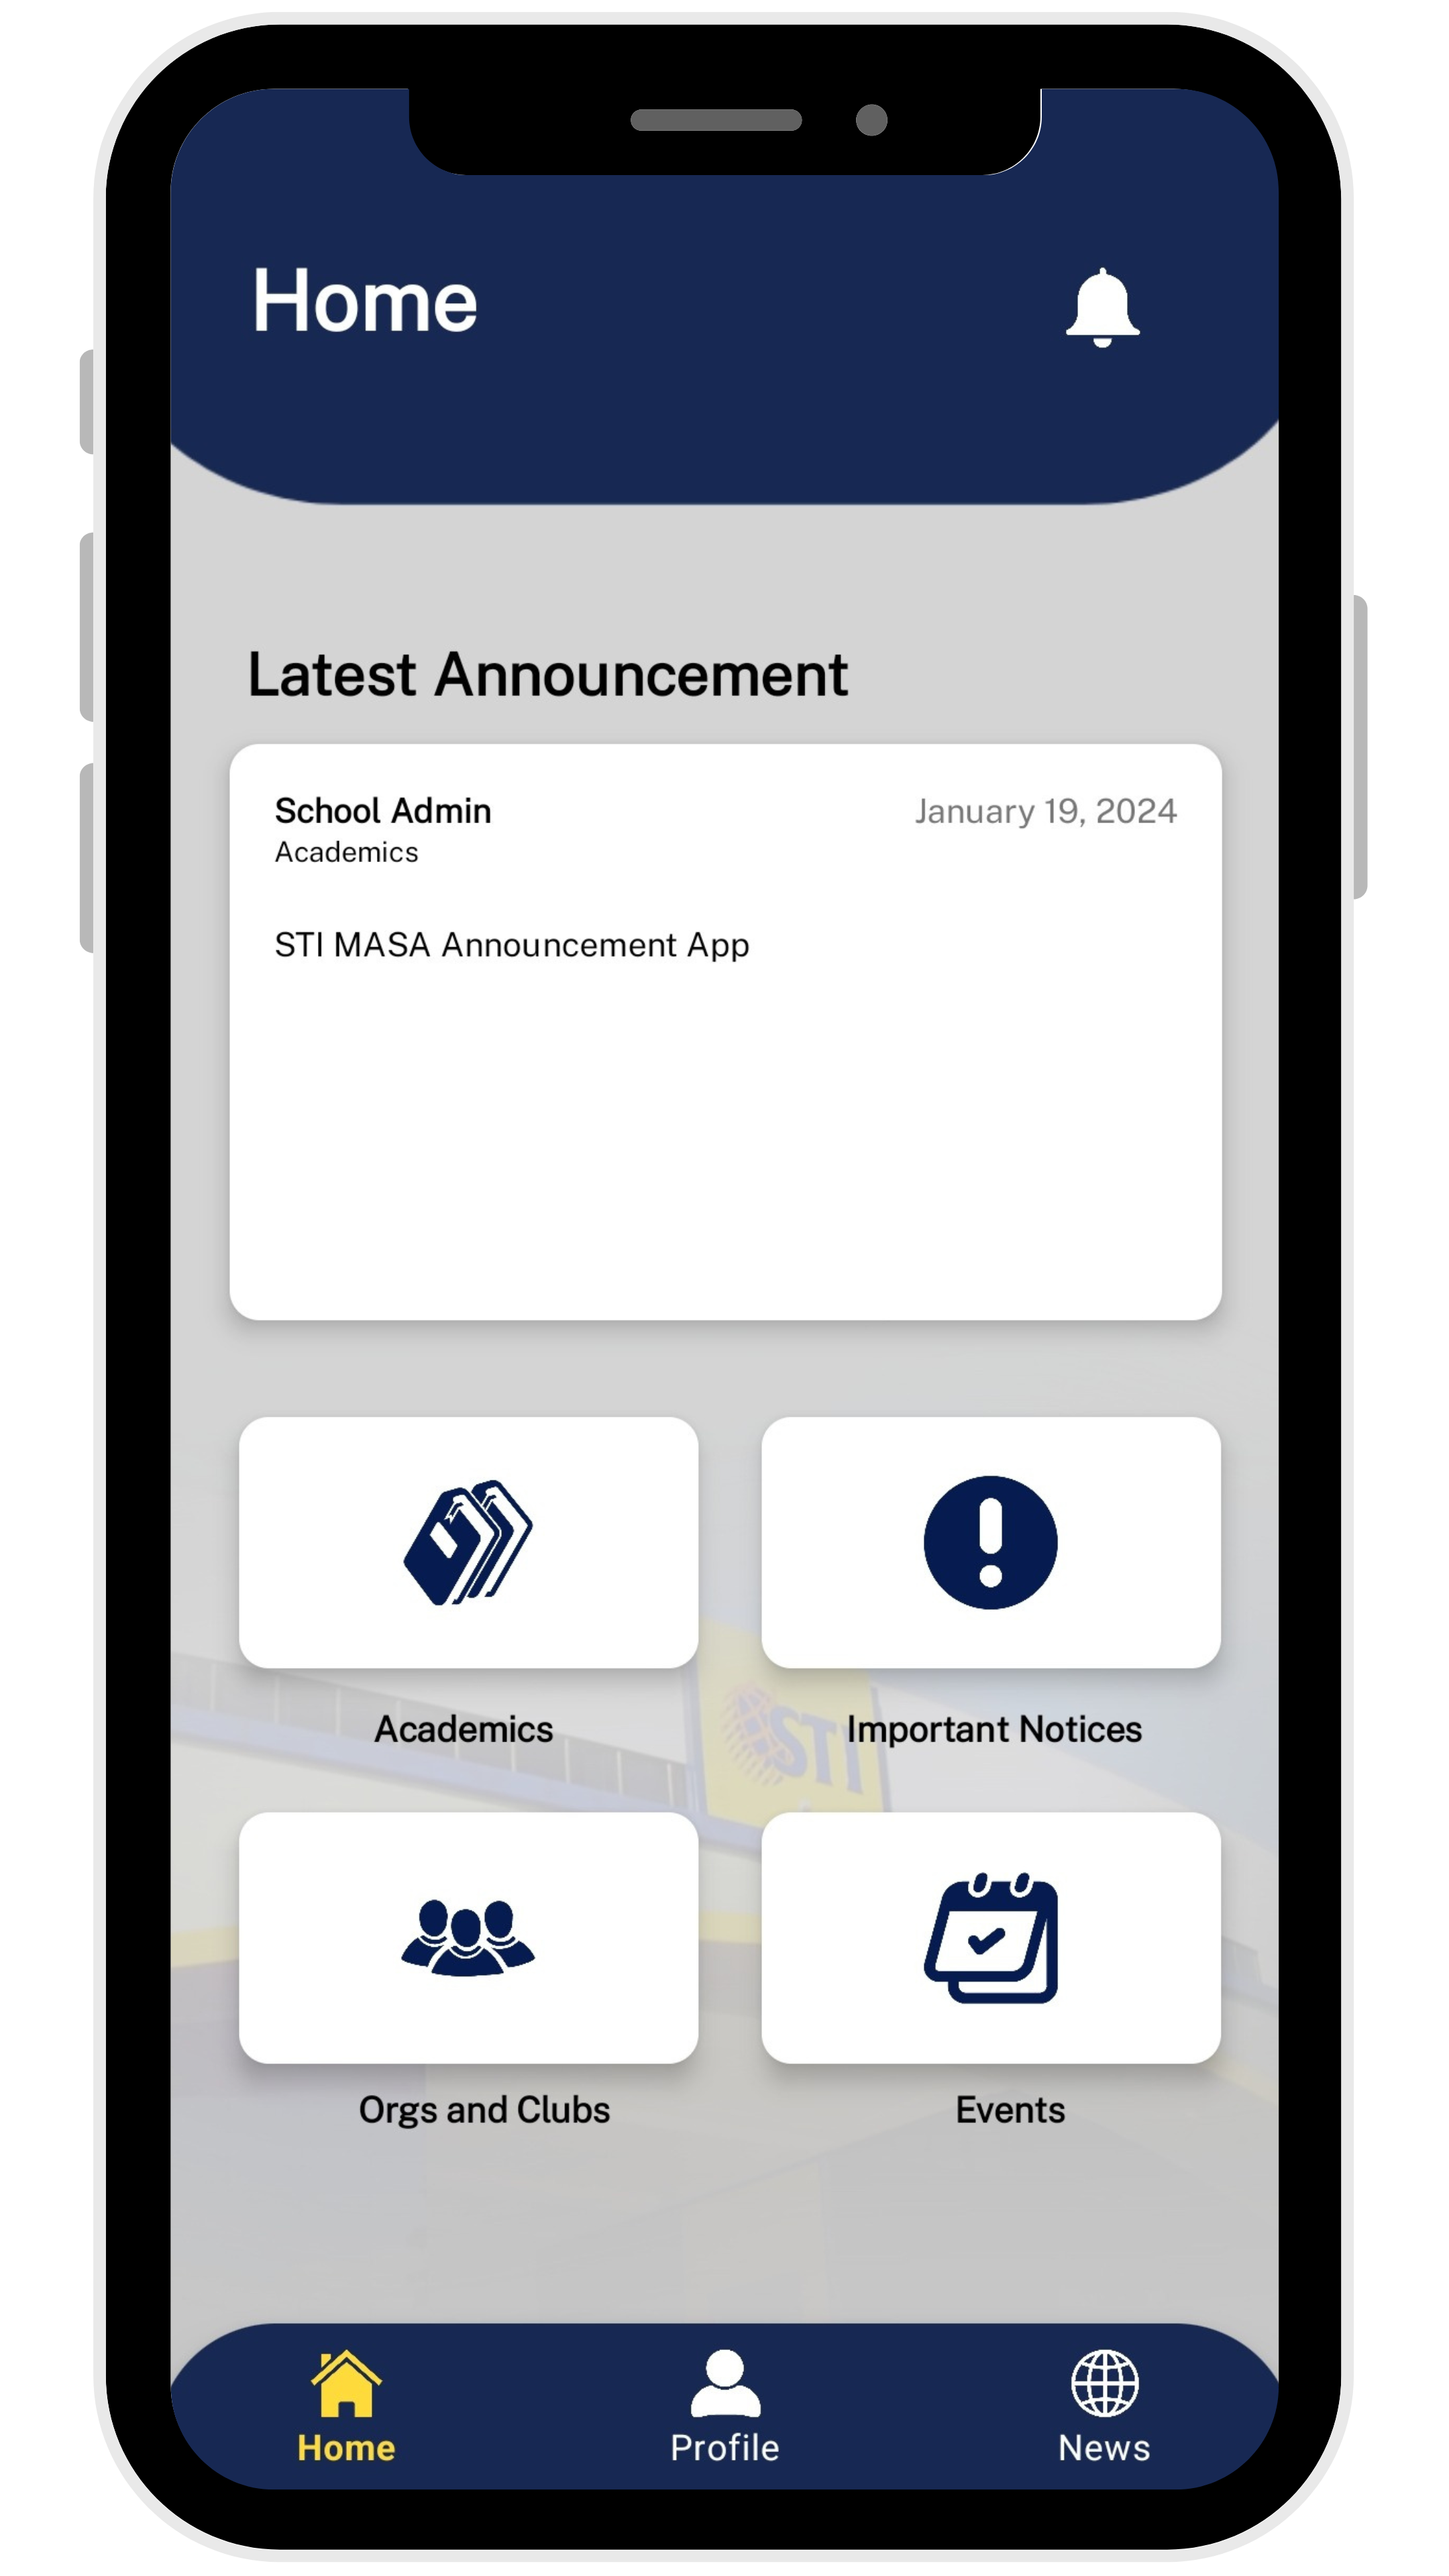 Home
Latest Announcement
School Admin
January 19, 2024
Academics
STI MASA Announcement App
Academics
Important Notices
STI
Orgs and Clubs
Events
Home
Profile
News